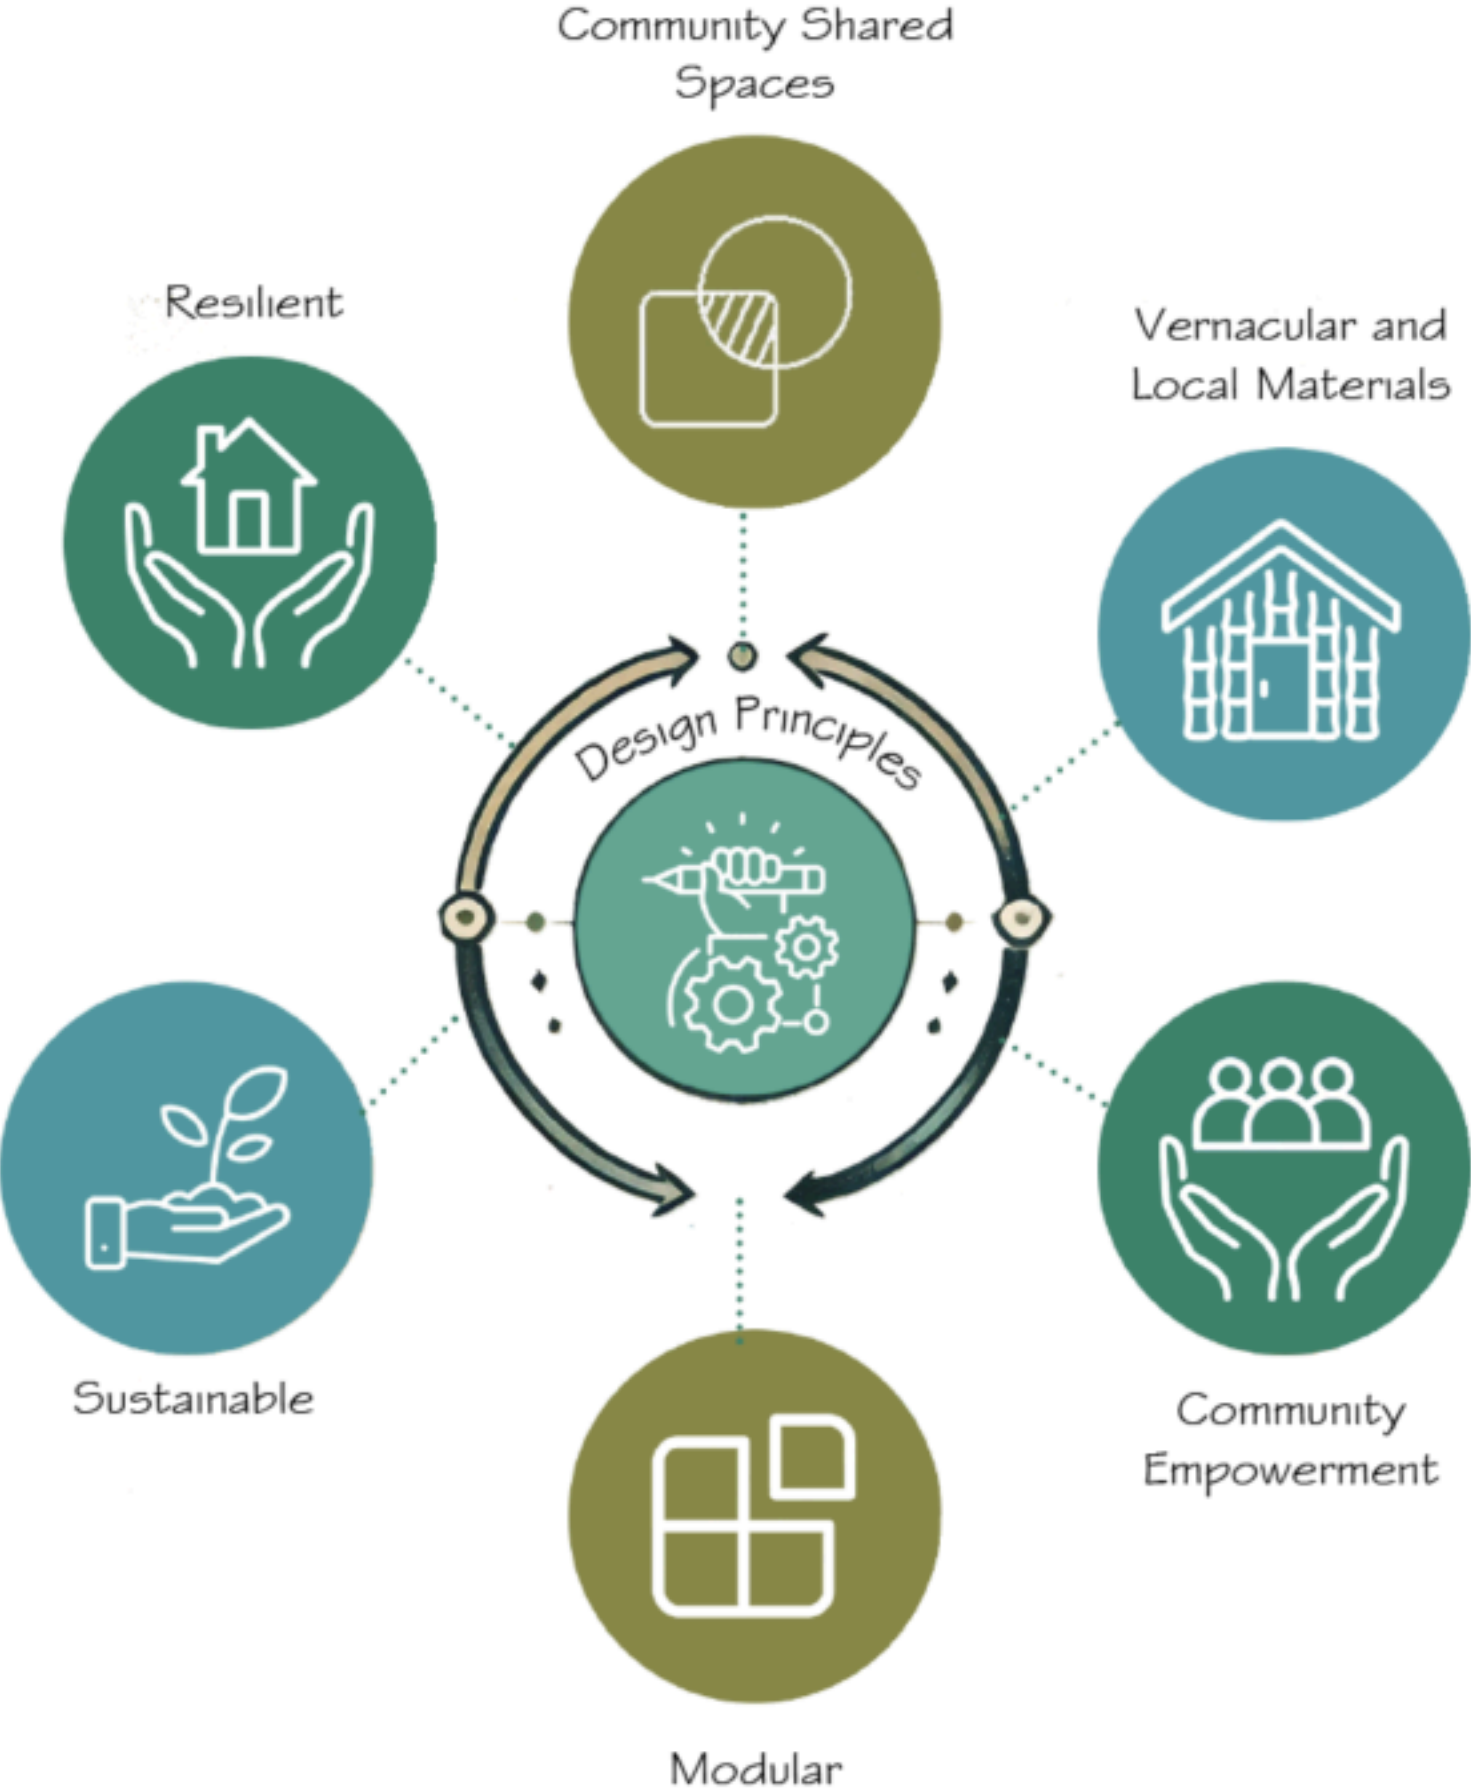 Community Shared
Spaces
Resilient
Vernacular and
Local Materials
Design Principles
Sustainable
Community
Empowerment
Modular